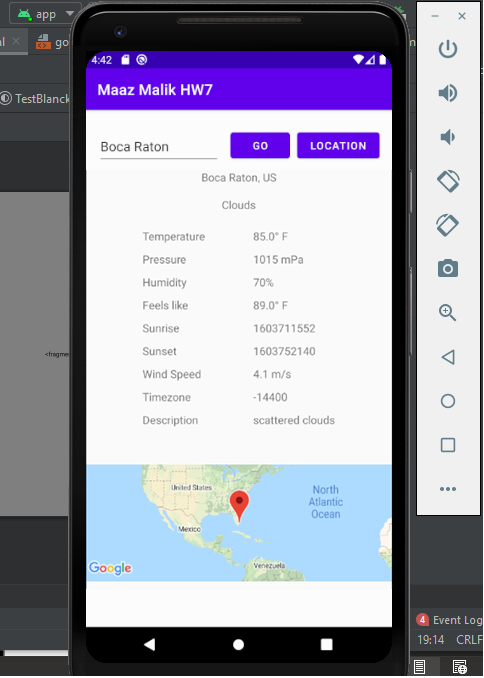 app
go
TestBlanck
<fragme
4:42
Maaz Malik HW7
Boca Raton
GO
LOCATION
Boca Raton, US
Clouds
Temperature 85.0° F
Pressure 1015 mPa
Humidity 70%
Feels like 89.0° F
Sunrise 1603711552
Sunset 1603752140
Wind Speed 4.1 m/s
Timezone -14400
Description scattered clouds
United States
North
Atlantic
Ocean
Mexico
Venezuela
Google
4 Event Log
19:14 CRLF